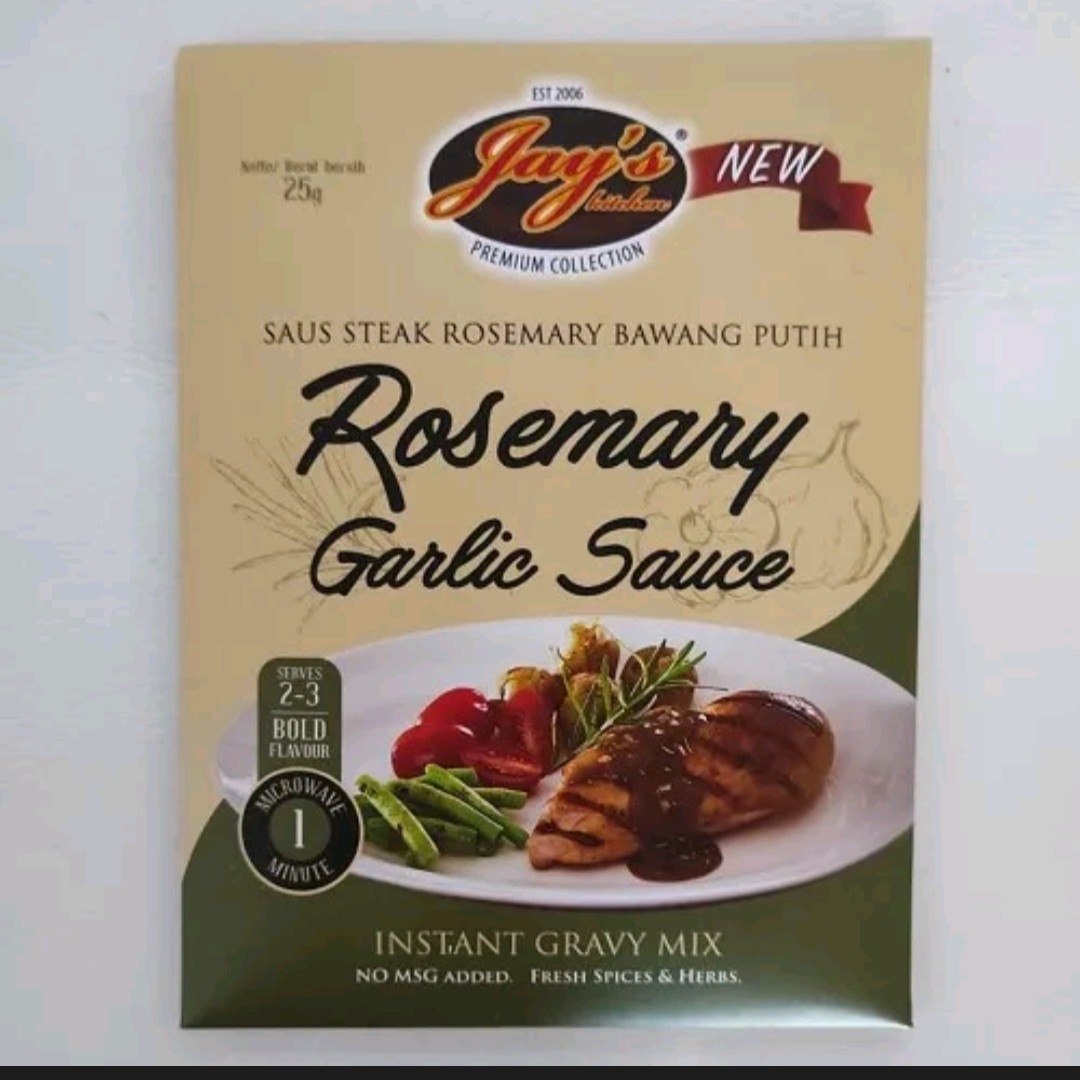 EST 2006
Jay's
kitchen
®
PREMIUM COLLECTION
NEW
Netto/ Berat bersih
25g
SAUS STEAK ROSEMARY BAWANG PUTIH
Rosemary
Garlic Sauce
SERVES
2-3
BOLD
FLAVOUR
MICROWAVE
1
MINUTE
INSTANT GRAVY MIX
NO MSG ADDED. FRESH SPICES & HERBS.